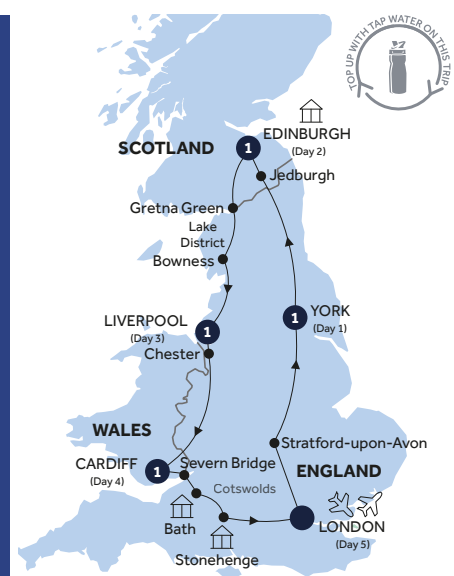 TOP UP WITH TAP WATER ON THIS TRIP
EDINBURGH
(Day 2)
1
SCOTLAND
Jedburgh
Gretna Green
Lake
District
Bowness
YORK
(Day 1)
1
LIVERPOOL
(Day 3)
1
Chester
WALES
Stratford-upon-Avon
CARDIFF
(Day 4)
1
Severn Bridge
ENGLAND
Cotswolds
Bath
LONDON
(Day 5)
Stonehenge